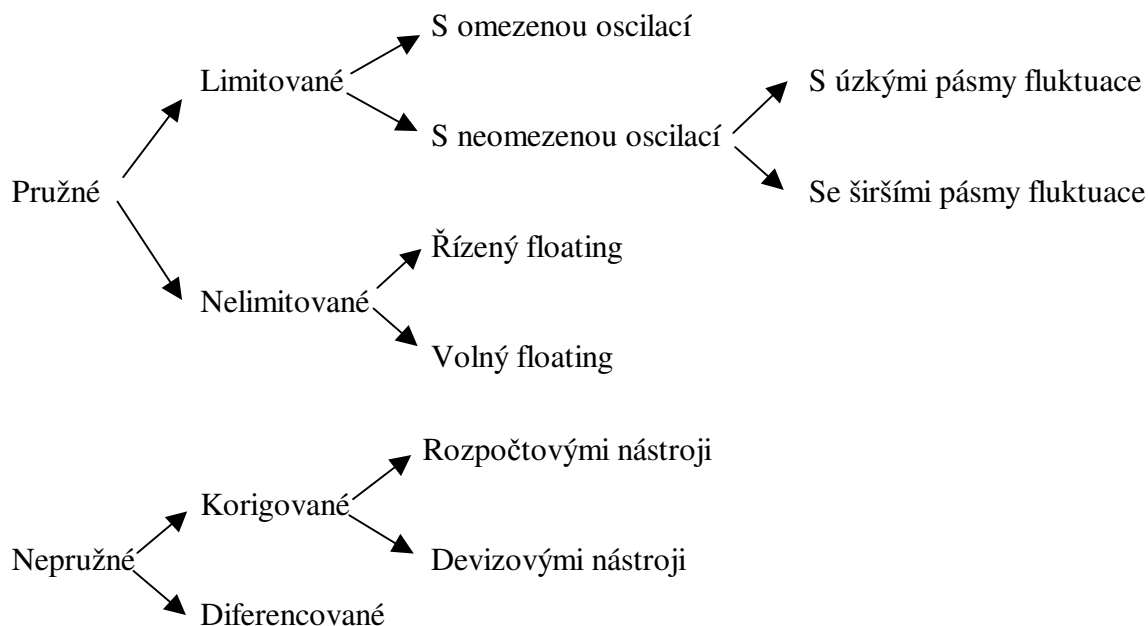 S omezenou oscilací
Limitované
S úzkými pásmy fluktuace
S neomezenou oscilací
Pružné
Se širšími pásmy fluktuace
Řízený floating
Nelimitované
Volný floating
Rozpočtovými nástroji
Korigované
Nepružné
Devizovými nástroji
Diferencované